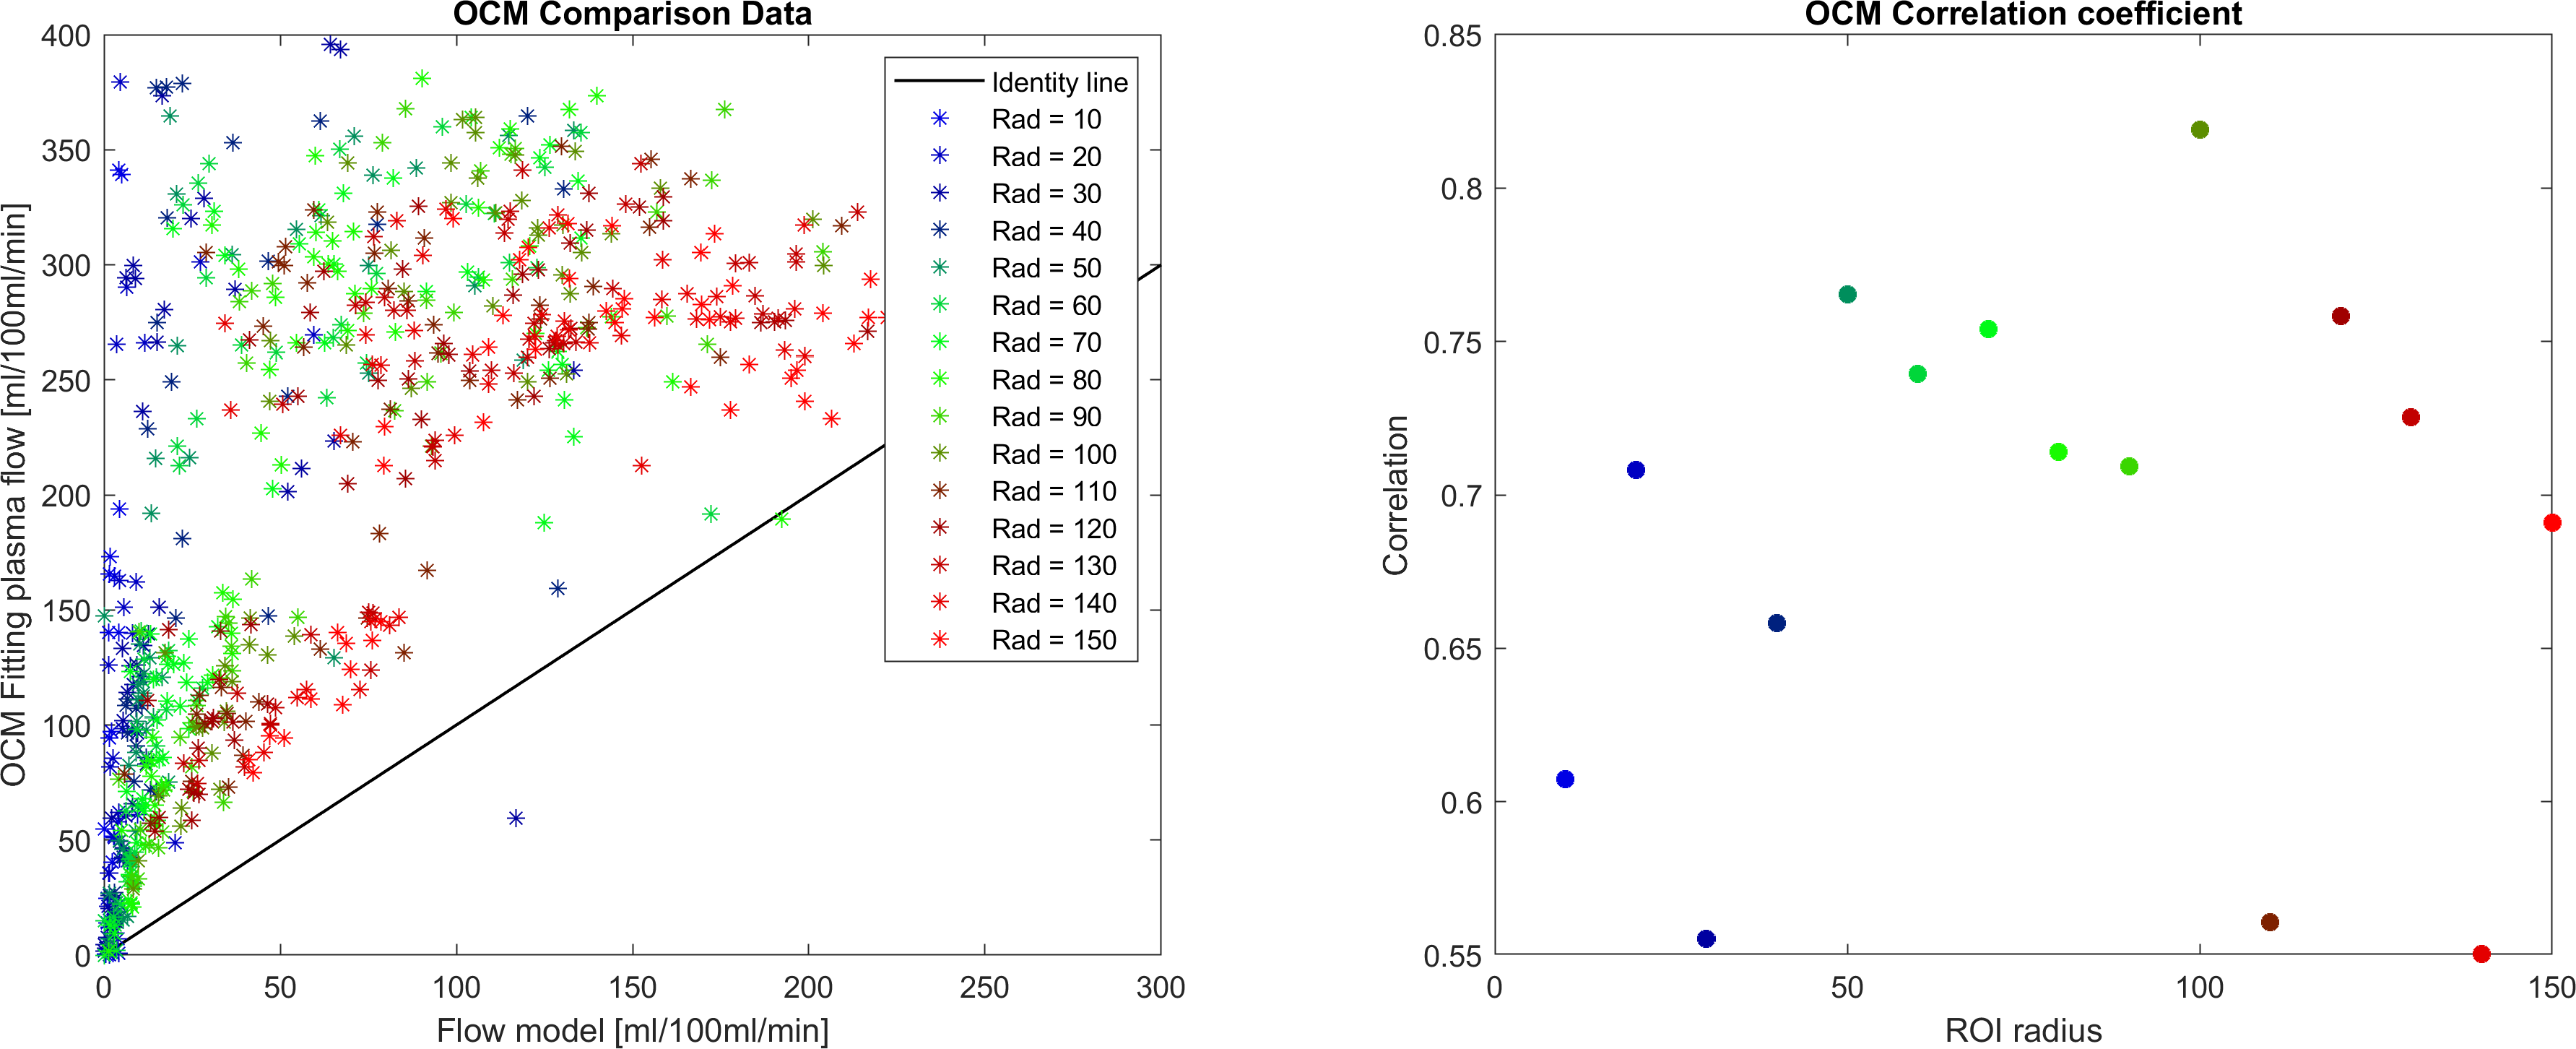 OCM Comparison Data
400
350
300
250
200
150
100
50
0
0 50 100 150 200 250 300
OCM Fitting plasma flow [ml/100ml/min]
Flow model [ml/100ml/min]
Identity line
Rad = 10
Rad = 20
Rad = 30
Rad = 40
Rad = 50
Rad = 60
Rad = 70
Rad = 80
Rad = 90
Rad = 100
Rad = 110
Rad = 120
Rad = 130
Rad = 140
Rad = 150
OCM Correlation coefficient
0.85
0.8
0.75
0.7
0.65
0.6
0.55
0 50 100 150
Correlation
ROI radius